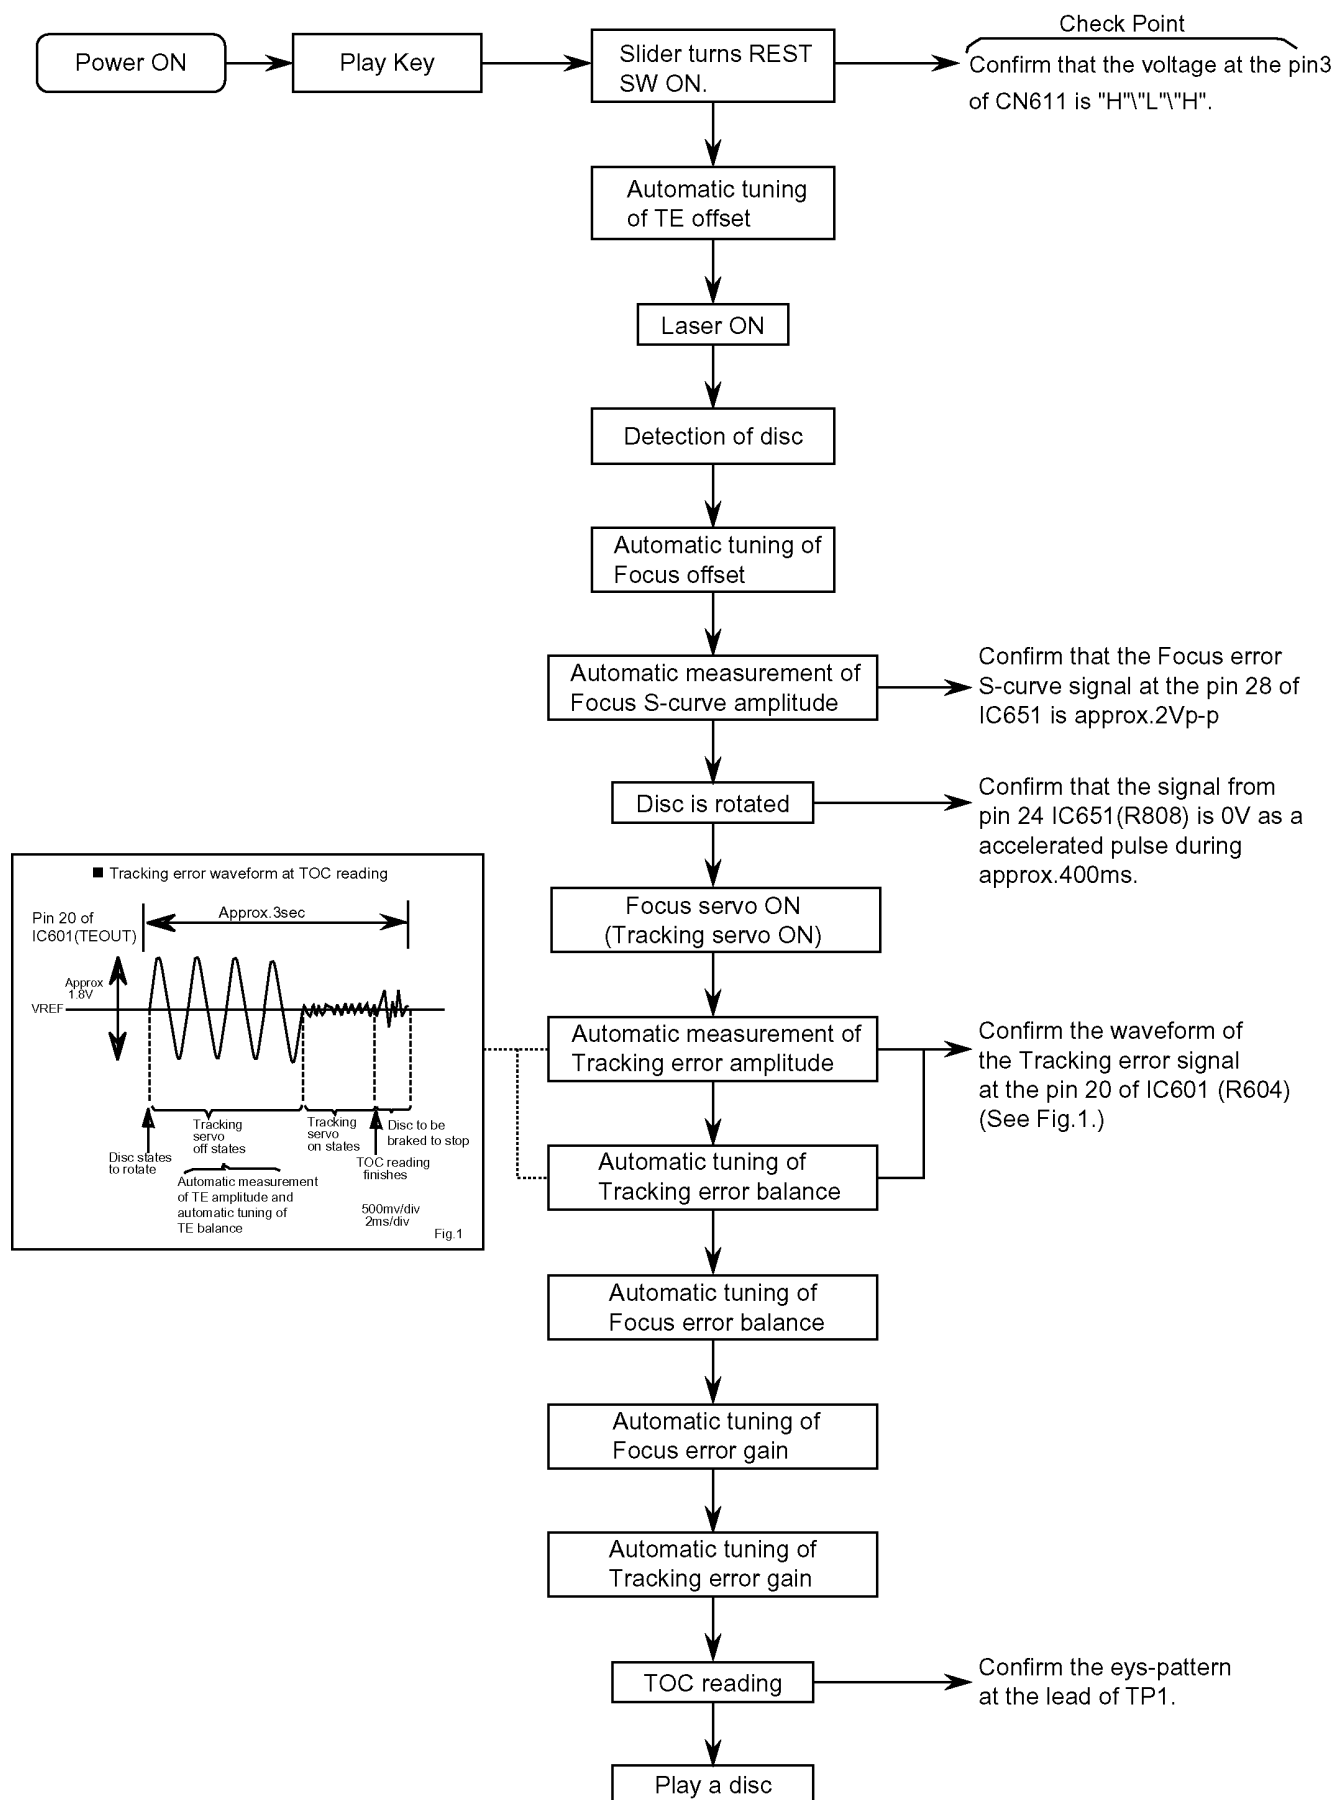 Check Point
Power ON
Play Key
Slider turns REST
SW ON.
Confirm that the voltage at the pin3
of CN611 is "H"\"L"\"H".
Automatic tuning
of TE offset
Laser ON
Detection of disc
Automatic tuning of
Focus offset
Automatic measurement of
Focus S-curve amplitude
Confirm that the Focus error
S-curve signal at the pin 28 of
IC651 is approx.2Vp-p
Disc is rotated
Confirm that the signal from
pin 24 IC651(R808) is 0V as a
accelerated pulse during
approx.400ms.
■ Tracking error waveform at TOC reading
Pin 20 of
IC601(TEOUT)
Approx.3sec
Approx
1.8V
VREF
Tracking
servo
off states
Tracking
servo
on states
Disc to be
braked to stop
Disc states
to rotate
TOC reading
finishes
Automatic measurement
of TE amplitude and
automatic tuning of
TE balance
500mv/div
2ms/div
Fig.1
Focus servo ON
(Tracking servo ON)
Automatic measurement of
Tracking error amplitude
Confirm the waveform of
the Tracking error signal
at the pin 20 of IC601 (R604)
(See Fig.1.)
Automatic tuning of
Tracking error balance
Automatic tuning of
Focus error balance
Automatic tuning of
Focus error gain
Automatic tuning of
Tracking error gain
TOC reading
Confirm the eys-pattern
at the lead of TP1.
Play a disc